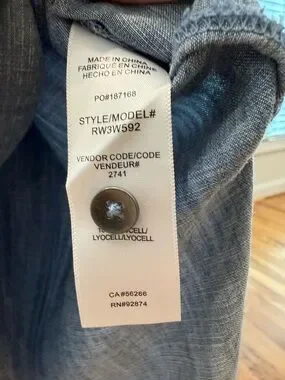 MADE IN CHINA
FABRIQUÉ EN CHINE
HECHO EN CHINA
PO#187168
STYLE/MODEL#
RW3W592
VENDOR CODE/CODE
VENDEUR#
2741
LYOCELL/LYOCELL
CA#56266
RN#92874